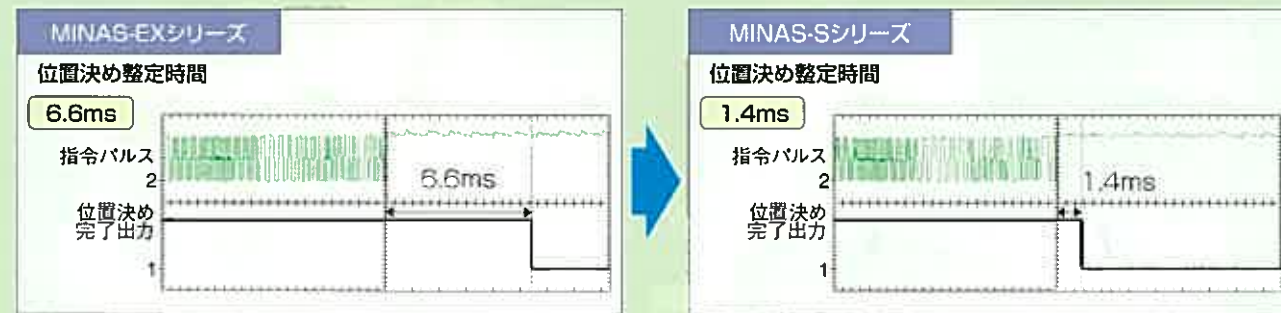 MINAS-EXシリーズ
位置決め整定時間
6.6ms
指令パルス
2
6.6ms
位置決め
完了出力
1
MINAS-Sシリーズ
位置決め整定時間
1.4ms
指令パルス
2
1.4ms
位置決め
完了出力
1